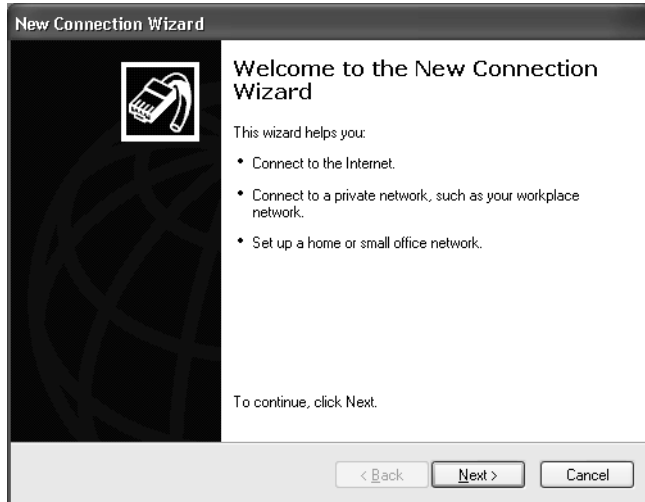 New Connection Wizard
Welcome to the New Connection
Wizard
This wizard helps you:
• Connect to the Internet.
• Connect to a private network, such as your workplace
network.
• Set up a home or small office network.
To continue, click Next.
< Back
Next >
Cancel